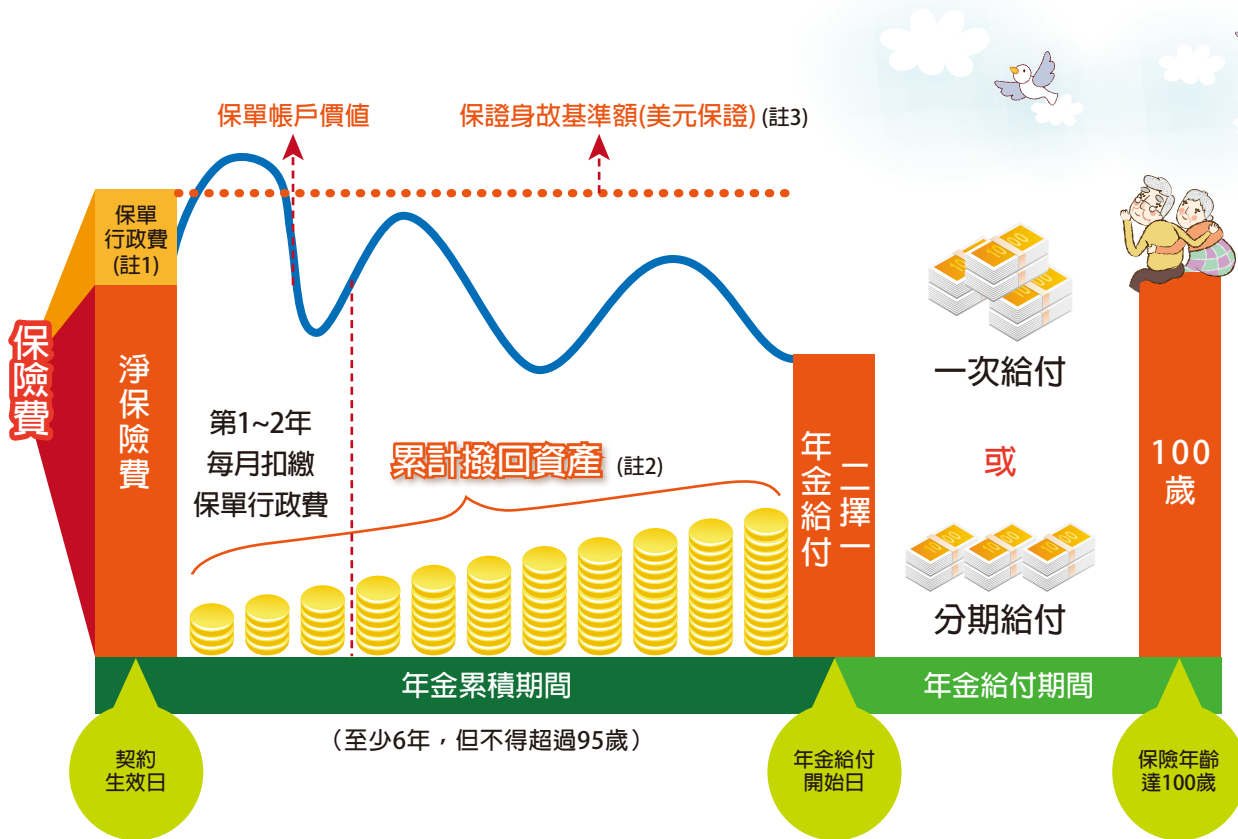 保單帳戶價值
保證身故基準額(美元保證) (註3)
保單
行政費
(註1)
保險費
淨保險費
第1~2年
每月扣繳
保單行政費
累計撥回資產 (註2)
年金給付
二擇一
一次給付
或
分期給付
100
歲
年金累積期間
年金給付期間
（至少6年，但不得超過95歲）
契約
生效日
年金給付
開始日
保險年齡
達100歲